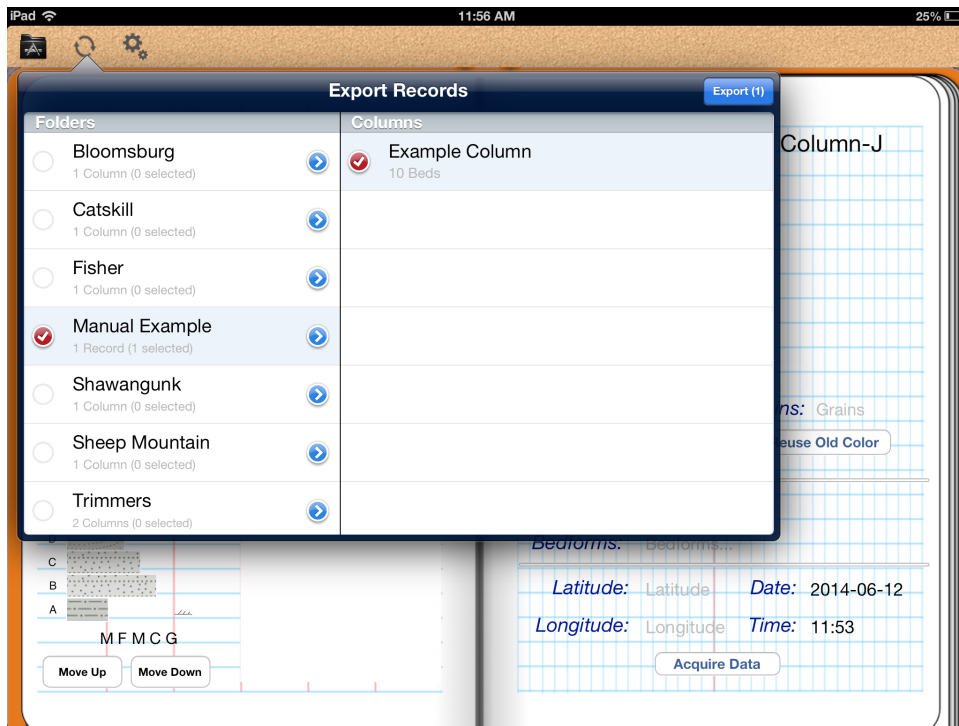 iPad 11:56 AM 25%
Export Records Export (1)
Folders Columns
Bloomsburg
1 Column (0 selected)
Example Column
10 Beds
Catskill
1 Column (0 selected)
Fisher
1 Column (0 selected)
Manual Example
1 Record (1 selected)
Shawangunk
1 Column (0 selected)
Sheep Mountain
1 Column (0 selected)
Trimmers
2 Columns (0 selected)
Column-J
ns: Grains
euse Old Color
Bedforms: Bedforms...
C
B
A
M F M C G
Move Up Move Down
Latitude: Latitude Date: 2014-06-12
Longitude: Longitude Time: 11:53
Acquire Data